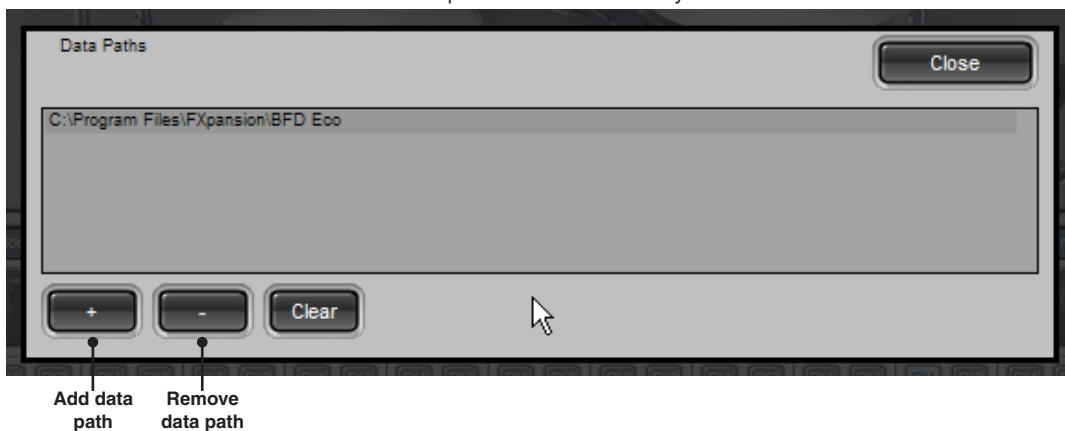 Data Paths
Close
C:\Program Files\FXpansion\BFD Eco
+
-
Clear
Add data
path
Remove
data path